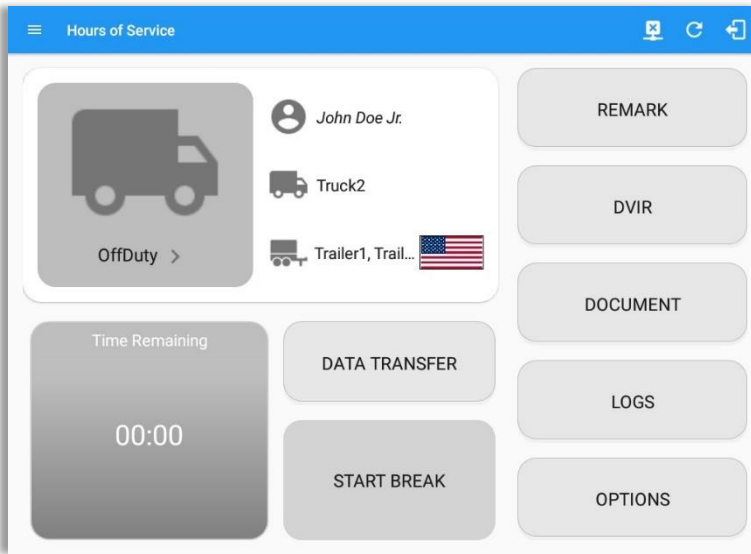 Hours of Service
John Doe Jr.
Truck2
Trailer1, Trail...
OffDuty >
Time Remaining
00:00
DATA TRANSFER
START BREAK
REMARK
DVIR
DOCUMENT
LOGS
OPTIONS